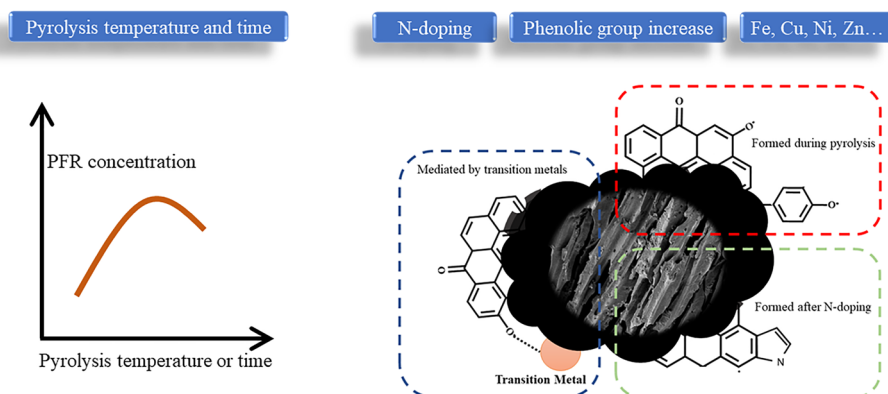 Pyrolysis temperature and time
N-doping
Phenolic group increase
Fe, Cu, Ni, Zn…
PFR concentration
Pyrolysis temperature or time
Mediated by transition metals
O
O
Transition Metal
O
O•
Formed during pyrolysis
O•
Formed after N-doping
N